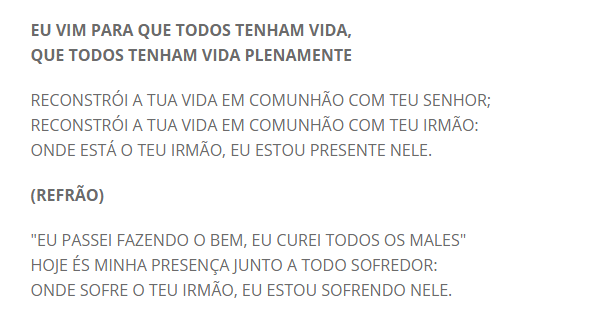 EU VIM PARA QUE TODOS TENHAM VIDA,
QUE TODOS TENHAM VIDA PLENAMENTE
RECONSTRÓI A TUA VIDA EM COMUNHÃO COM TEU SENHOR;
RECONSTRÓI A TUA VIDA EM COMUNHÃO COM TEU IRMÃO:
ONDE ESTÁ O TEU IRMÃO, EU ESTOU PRESENTE NELE.
(REFRÃO)
"EU PASSEI FAZENDO O BEM, EU CUREI TODOS OS MALES"
HOJE ÉS MINHA PRESENÇA JUNTO A TODO SOFREDOR:
ONDE SOFRE O TEU IRMÃO, EU ESTOU SOFRENDO NELE.